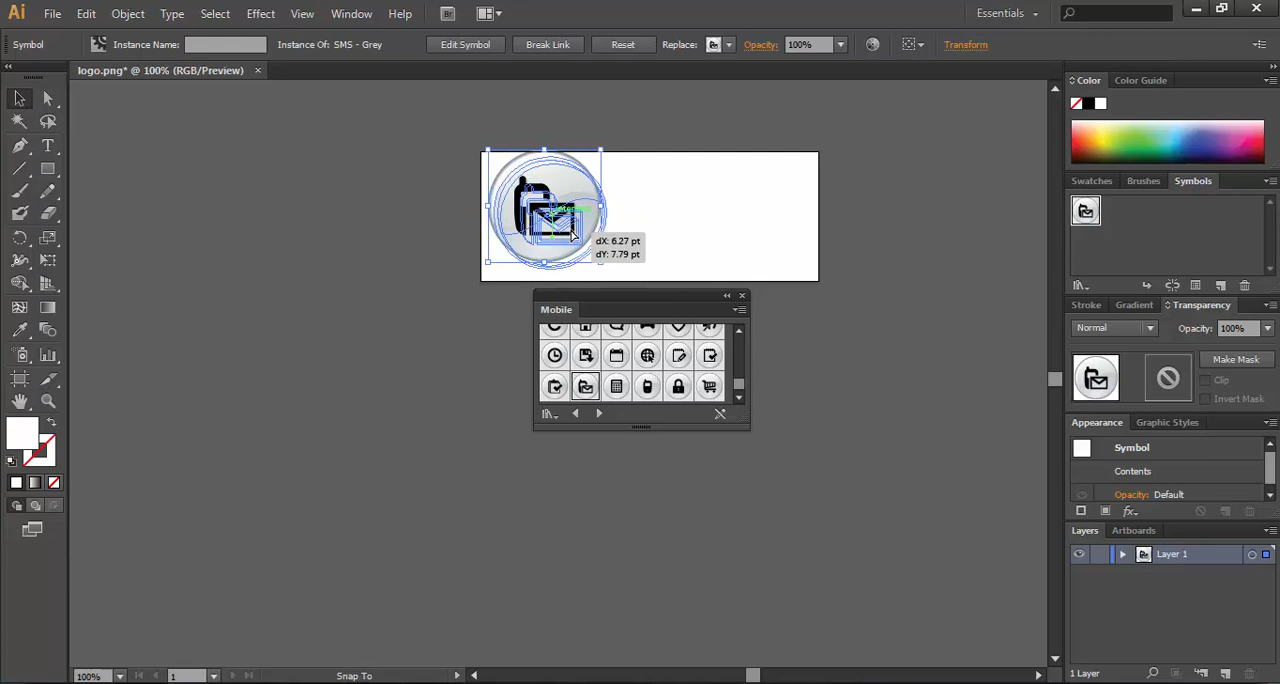 Ai File Edit Object Type Select Effect View Window Help Br Essentials
Symbol Instance Name: Instance Of: SMS - Grey Edit Symbol Break Link Reset Replace: Opacity: 100% Transform
logo.png* @ 100% (RGB/Preview)
Color Color Guide
Swatches Brushes Symbols
dX: 6.27 pt
dY: 7.79 pt
Mobile
Stroke Gradient Transparency
Normal Opacity: 100%
Make Mask
Clip
Invert Mask
Appearance Graphic Styles
Symbol
Contents
Opacity: Default
Layers Artboards
Layer 1
100% 1 Snap To 1 Layer